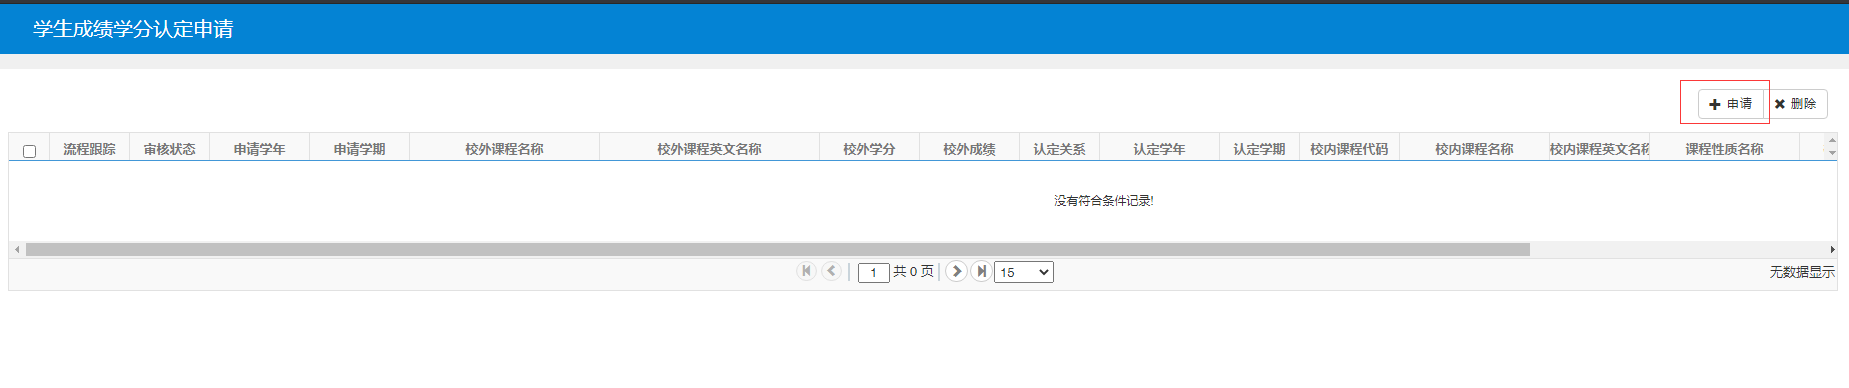 学生成绩学分认定申请
申请 删除
流程跟踪 审核状态 申请学年 申请学期 校外课程名称 校外课程英文名称 校外学分 校外成绩 认定关系 认定学年 认定学期 校内课程代码 校内课程名称 校内课程英文名称 课程性质名称
没有符合条件记录!
1 共 0 页 15 无数据显示